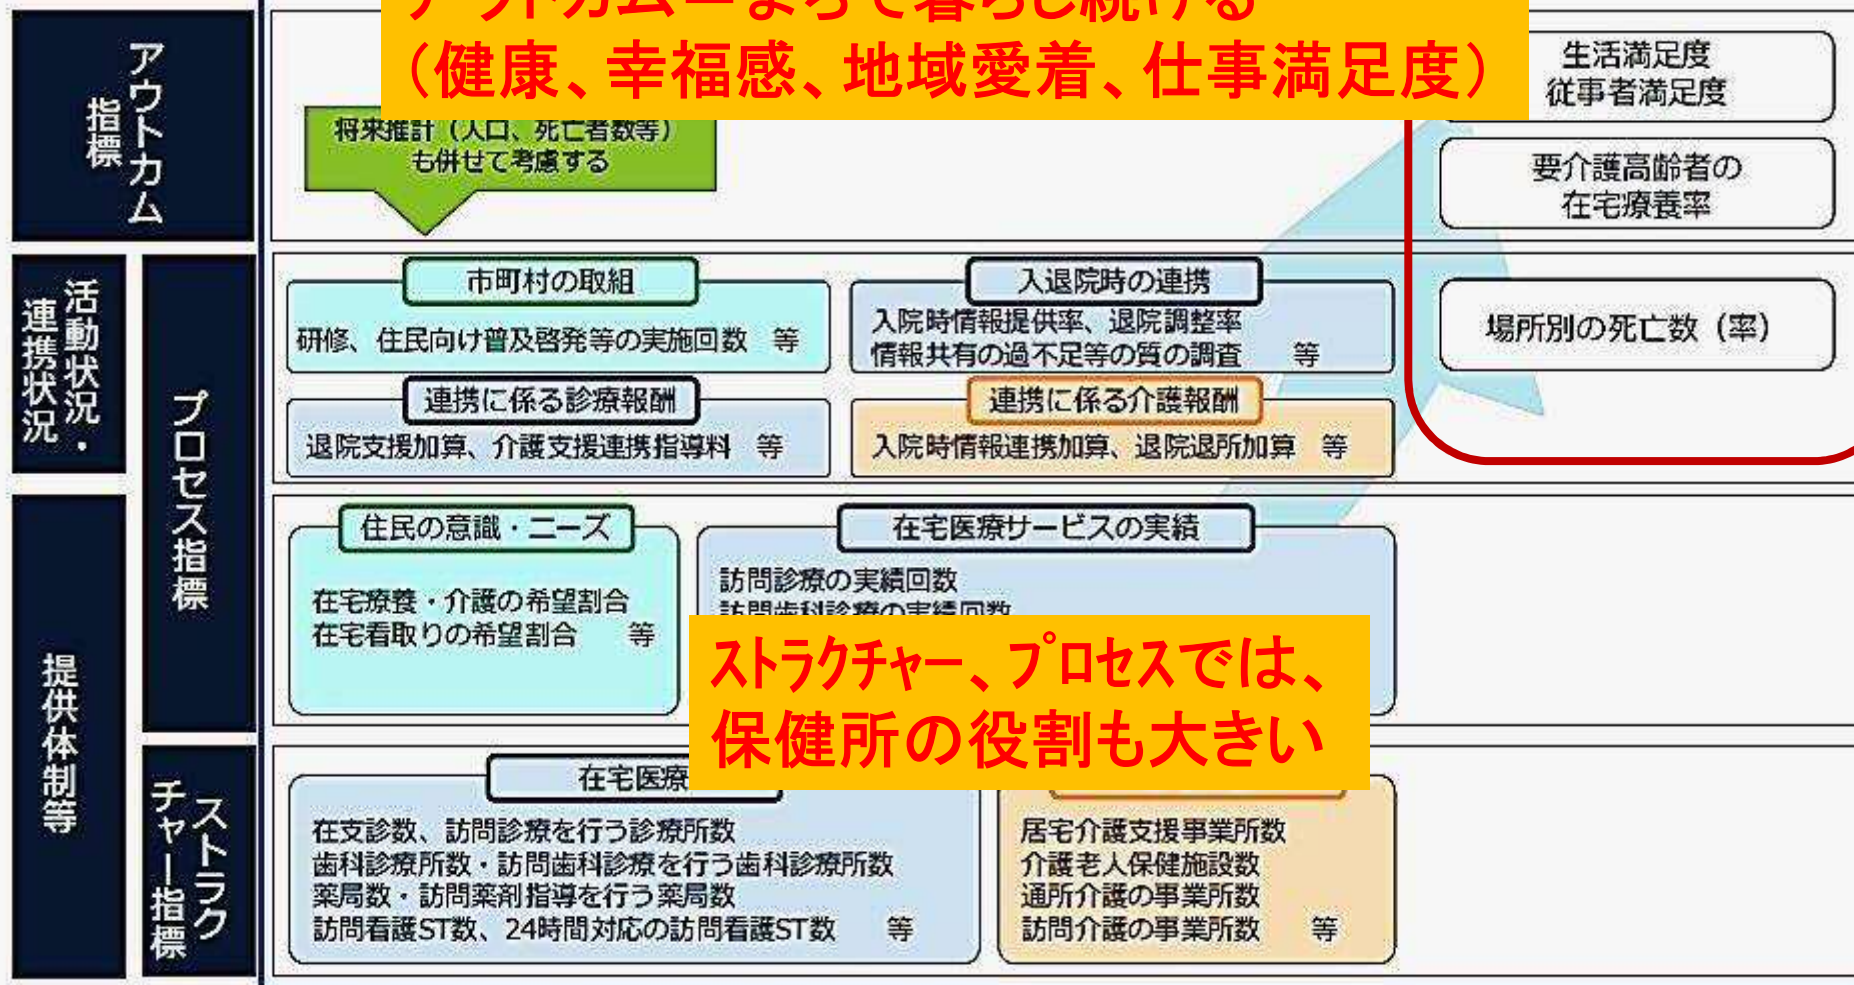 （健康、幸福感、地域愛着、仕事満足度）
アウトカム
指標
将来推計（人口、死亡者数等）
も併せて考慮する
生活満足度
従事者満足度
要介護高齢者の
在宅療養率
活動状況・
連携状況
プロセス指標
市町村の取組
研修、住民向け普及啓発等の実施回数　等
入退院時の連携
入院時情報提供率、退院調整率
情報共有の過不足等の質の調査　等
場所別の死亡数（率）
連携に係る診療報酬
退院支援加算、介護支援連携指導料　等
連携に係る介護報酬
入院時情報連携加算、退院退所加算　等
提供体制等
住民の意識・ニーズ
在宅療養・介護の希望割合
在宅看取りの希望割合　等
在宅医療サービスの実績
訪問診療の実績回数
訪問歯科診療の実績回数
ストラクチャー、プロセスでは、
保健所の役割も大きい
ストラク
チャー指標
在宅医療
在支診数、訪問診療を行う診療所数
歯科診療所数・訪問歯科診療を行う歯科診療所数
薬局数・訪問薬剤指導を行う薬局数
訪問看護ST数、24時間対応の訪問看護ST数　等
居宅介護支援事業所数
介護老人保健施設数
通所介護の事業所数
訪問介護の事業所数　等